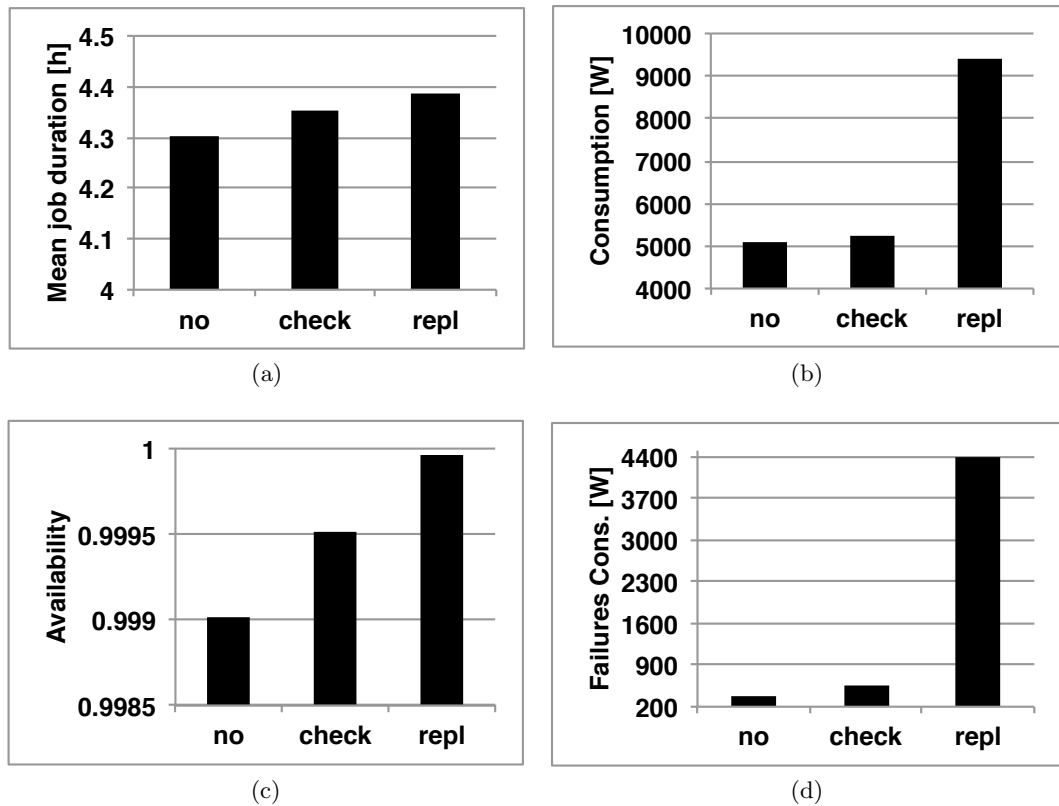 Mean job duration [h]
4.5
4.4
4.3
4.2
4.1
4
no check repl
(a)
Consumption [W]
10000
9000
8000
7000
6000
5000
4000
no check repl
(b)
Availability
1
0.9995
0.999
0.9985
no check repl
(c)
Failures Cons. [W]
4400
3700
3000
2300
1600
900
200
no check repl
(d)